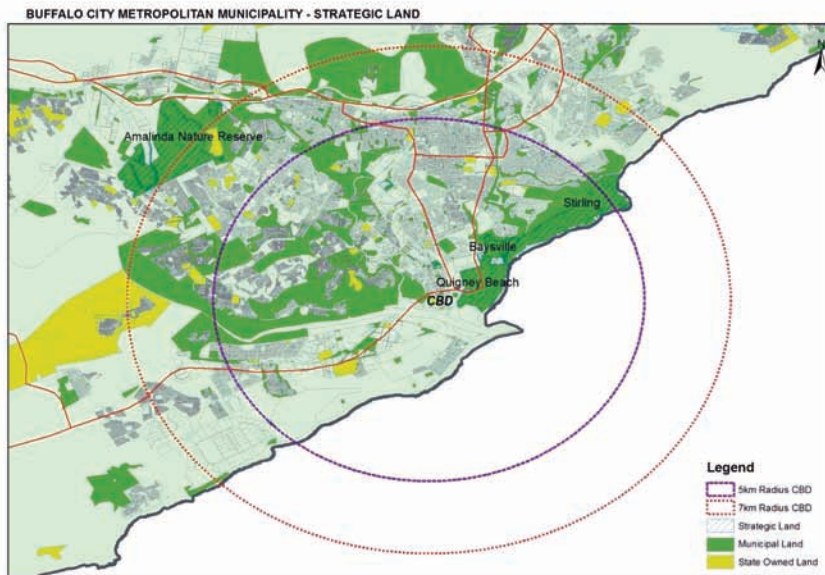 BUFFALO CITY METROPOLITAN MUNICIPALITY - STRATEGIC LAND
N
Amalinda Nature Reserve
Stirling
Baysville
Quigney Beach
CBD
Legend
5km Radius CBD
7km Radius CBD
Strategic Land
Municipal Land
State Owned Land